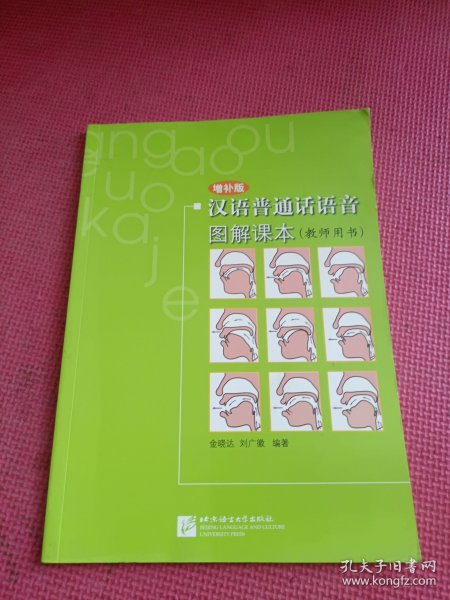 ang
ao
ou
uo
ka
j
e
增补版
汉语普通话语音
图解课本(教师用书)
金晓达 刘广徽 编著
北京语言大学出版社
BEIJING LANGUAGE AND CULTURE
UNIVERSITY PRESS
孔夫子旧书网
www.kongfz.com